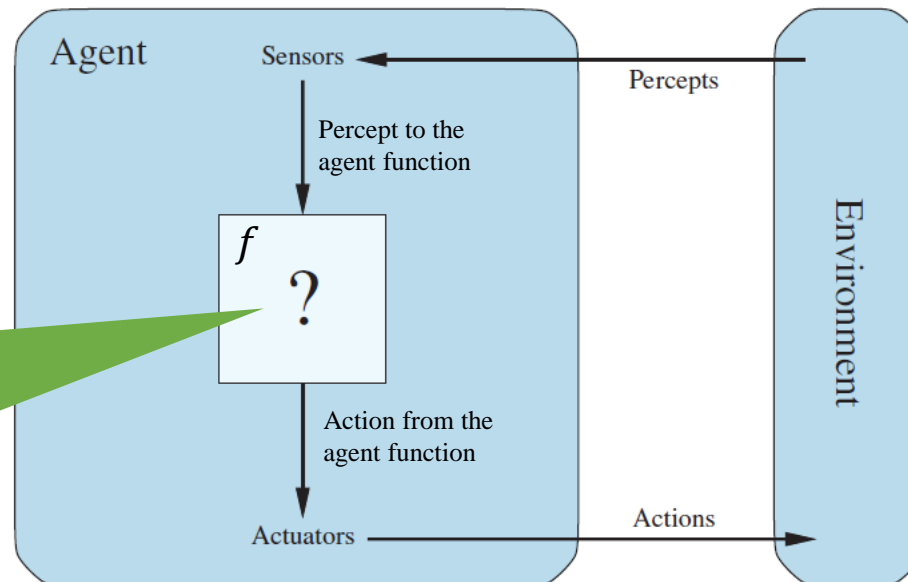 Agent
Sensors
Percepts
Percept to the
agent function
f
?
Environment
Action from the
agent function
Actuators
Actions